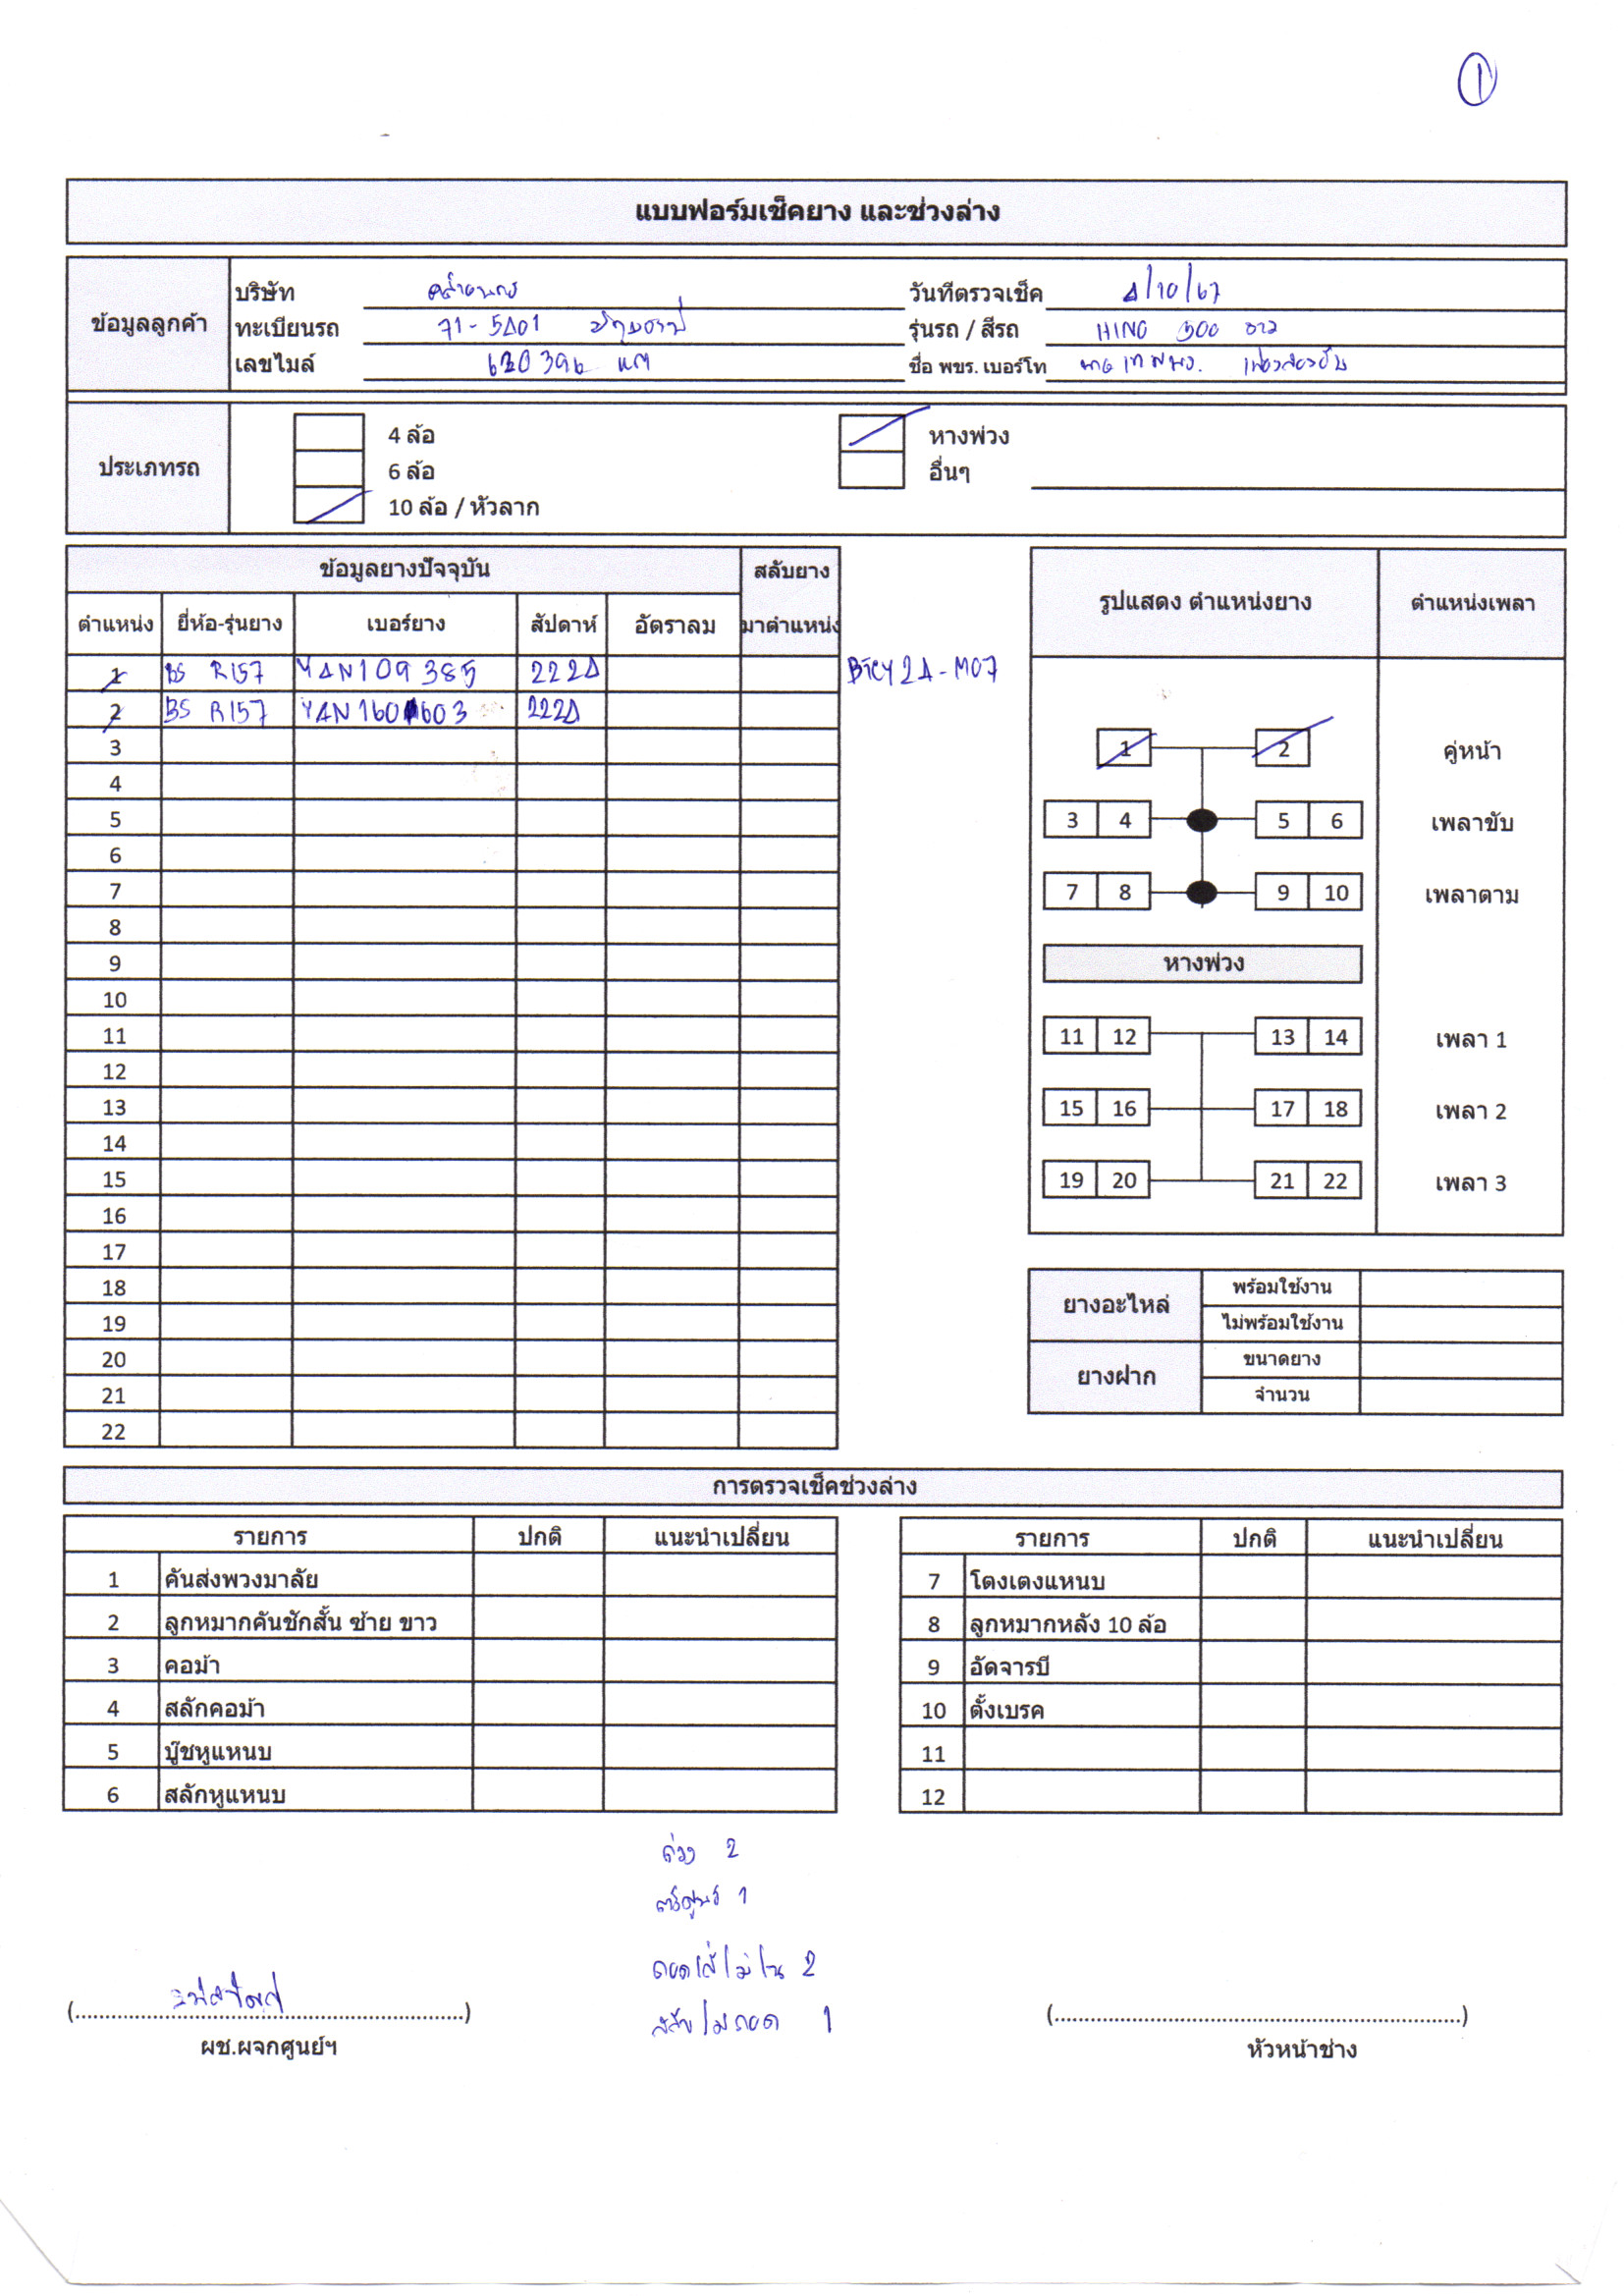 1
แบบฟอร์มเช็คยาง และช่วงล่าง
ข้อมูลลูกค้า
บริษัท
วันที่ตรวจเช็ค 4/10/67
ทะเบียนรถ 71-5401 ปทุมธานี
รุ่นรถ / สีรถ HINO 500 ขาว
เลขไมล์ 620396 KM
ชื่อ พขร. เบอร์โท
ประเภทรถ
4 ล้อ
หางพ่วง
6 ล้อ
อื่นๆ
10 ล้อ / หัวลาก
ข้อมูลยางปัจจุบัน สลับยาง
ตำแหน่ง ยี่ห้อ-รุ่นยาง เบอร์ยาง สัปดาห์ อัตราลม มาตำแหน่ง
1 BS R157 YAN109385 2224
2 BS R157 YAN1601603 2224
3
4
5
6
7
8
9
10
11
12
13
14
15
16
17
18
19
20
21
22
รูปแสดง ตำแหน่งยาง ตำแหน่งเพลา
1 2 คู่หน้า
3 4 5 6 เพลาขับ
7 8 9 10 เพลาตาม
หางพ่วง
11 12 13 14 เพลา 1
15 16 17 18 เพลา 2
19 20 21 22 เพลา 3
ยางอะไหล่ พร้อมใช้งาน
ไม่พร้อมใช้งาน
ยางฝาก ขนาดยาง
จำนวน
การตรวจเช็คช่วงล่าง
รายการ ปกติ แนะนำเปลี่ยน
1 คันส่งพวงมาลัย
2 ลูกหมากคันชักสั้น ซ้าย ขาว
3 คอม้า
4 สลักคอม้า
5 บู๊ชหูแหนบ
6 สลักหูแหนบ
รายการ ปกติ แนะนำเปลี่ยน
7 โตงเตงแหนบ
8 ลูกหมากหลัง 10 ล้อ
9 อัดจารบี
10 ตั้งเบรค
11
12
ถ่วง 2
ตั้งศูนย์ 1
ถอดใส่ไม่ใน 2
สลับไม่ถอด 1
ผช.ผจกศูนย์ฯ
หัวหน้าช่าง